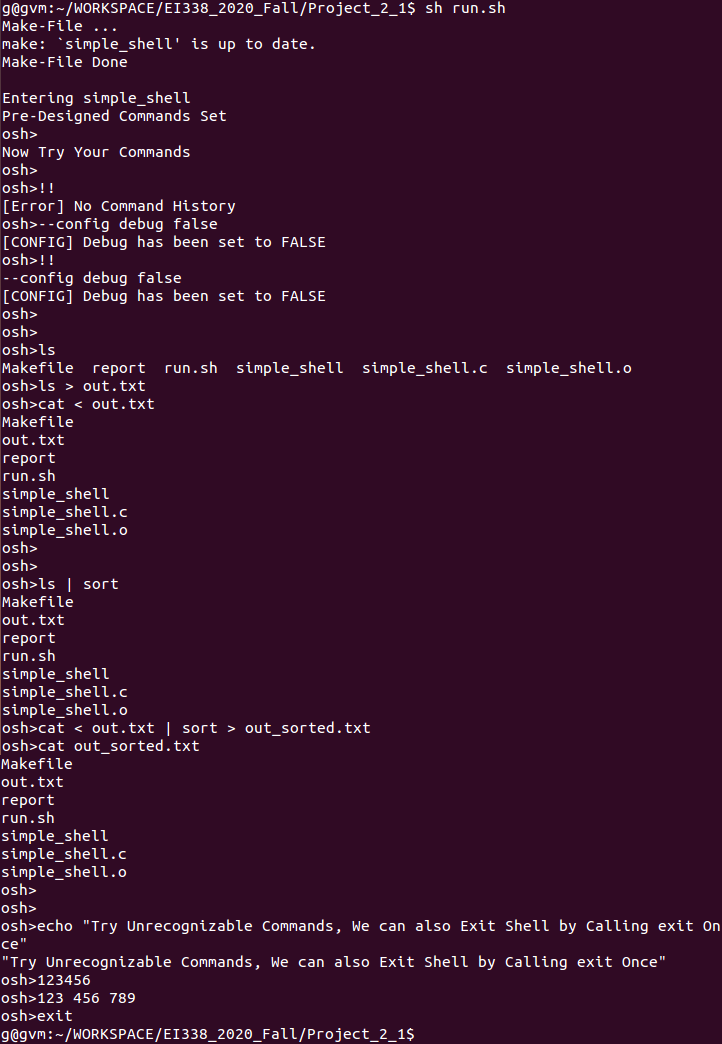 g@gvm:~/WORKSPACE/EI338_2020_Fall/Project_2_1$ sh run.sh
Make-File ...
make: `simple_shell' is up to date.
Make-File Done
Entering simple_shell
Pre-Designed Commands Set
osh>
Now Try Your Commands
osh>
osh>!!
[Error] No Command History
osh>--config debug false
[CONFIG] Debug has been set to FALSE
osh>!!
--config debug false
[CONFIG] Debug has been set to FALSE
osh>
osh>
osh>ls
Makefile  report  run.sh  simple_shell  simple_shell.c  simple_shell.o
osh>ls > out.txt
osh>cat < out.txt
Makefile
out.txt
report
run.sh
simple_shell
simple_shell.c
simple_shell.o
osh>
osh>
osh>ls | sort
Makefile
out.txt
report
run.sh
simple_shell
simple_shell.c
simple_shell.o
osh>cat < out.txt | sort > out_sorted.txt
osh>cat out_sorted.txt
Makefile
out.txt
report
run.sh
simple_shell
simple_shell.c
simple_shell.o
osh>
osh>
osh>echo "Try Unrecognizable Commands, We can also Exit Shell by Calling exit On
ce"
"Try Unrecognizable Commands, We can also Exit Shell by Calling exit Once"
osh>123456
osh>123 456 789
osh>exit
g@gvm:~/WORKSPACE/EI338_2020_Fall/Project_2_1$